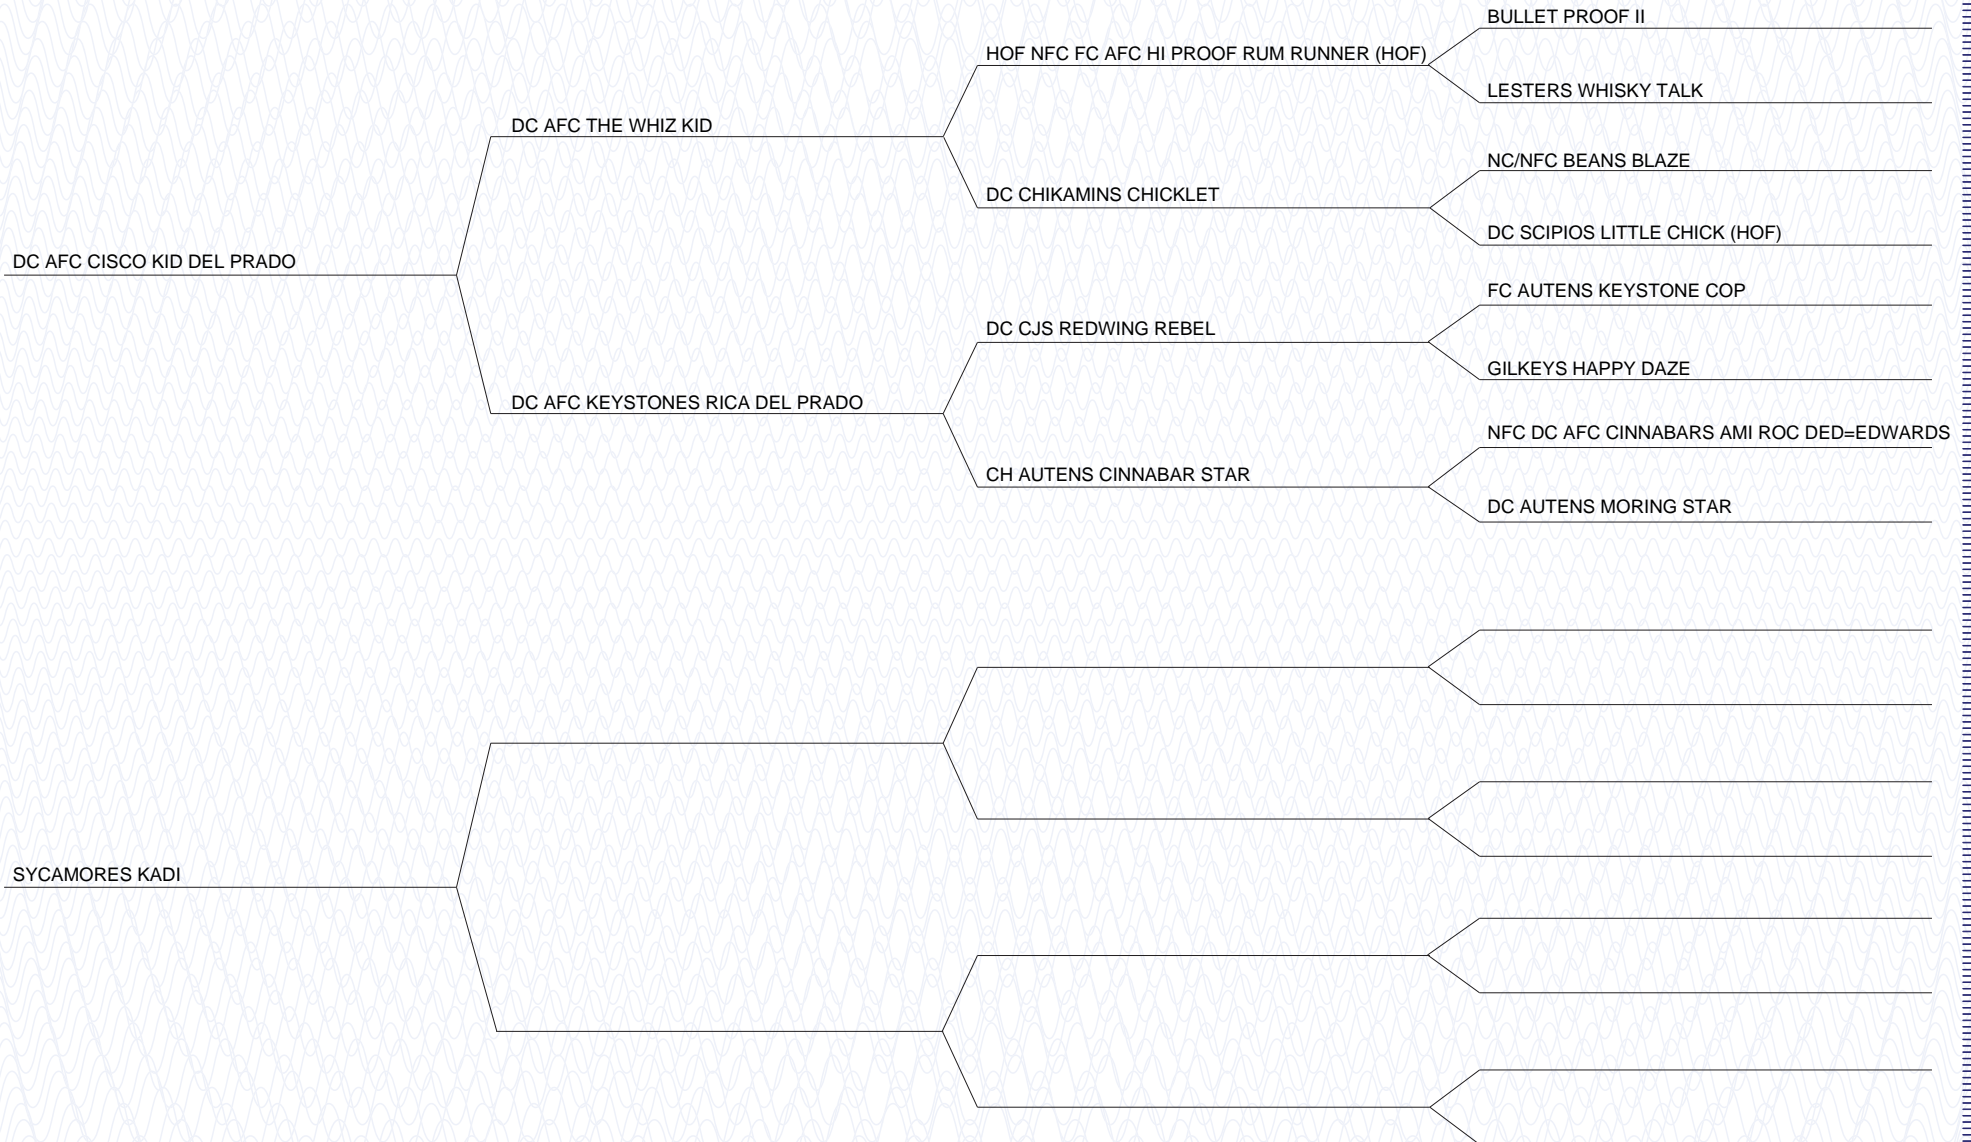 BULLET PROOF II
HOF NFC FC AFC HI PROOF RUM RUNNER (HOF)
LESTERS WHISKY TALK
DC AFC THE WHIZ KID
NC/NFC BEANS BLAZE
DC CHIKAMINS CHICKLET
DC SCIPIOS LITTLE CHICK (HOF)
DC AFC CISCO KID DEL PRADO
FC AUTENS KEYSTONE COP
DC CJS REDWING REBEL
GILKEYS HAPPY DAZE
DC AFC KEYSTONES RICA DEL PRADO
NFC DC AFC CINNABARS AMI ROC DED=EDWARDS
CH AUTENS CINNABAR STAR
DC AUTENS MORING STAR
SYCAMORES KADI